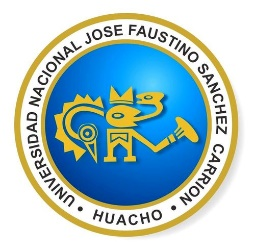 UNIVERSIDAD NACIONAL JOSE FAUSTINO SANCHEZ CARRION
• HUACHO •